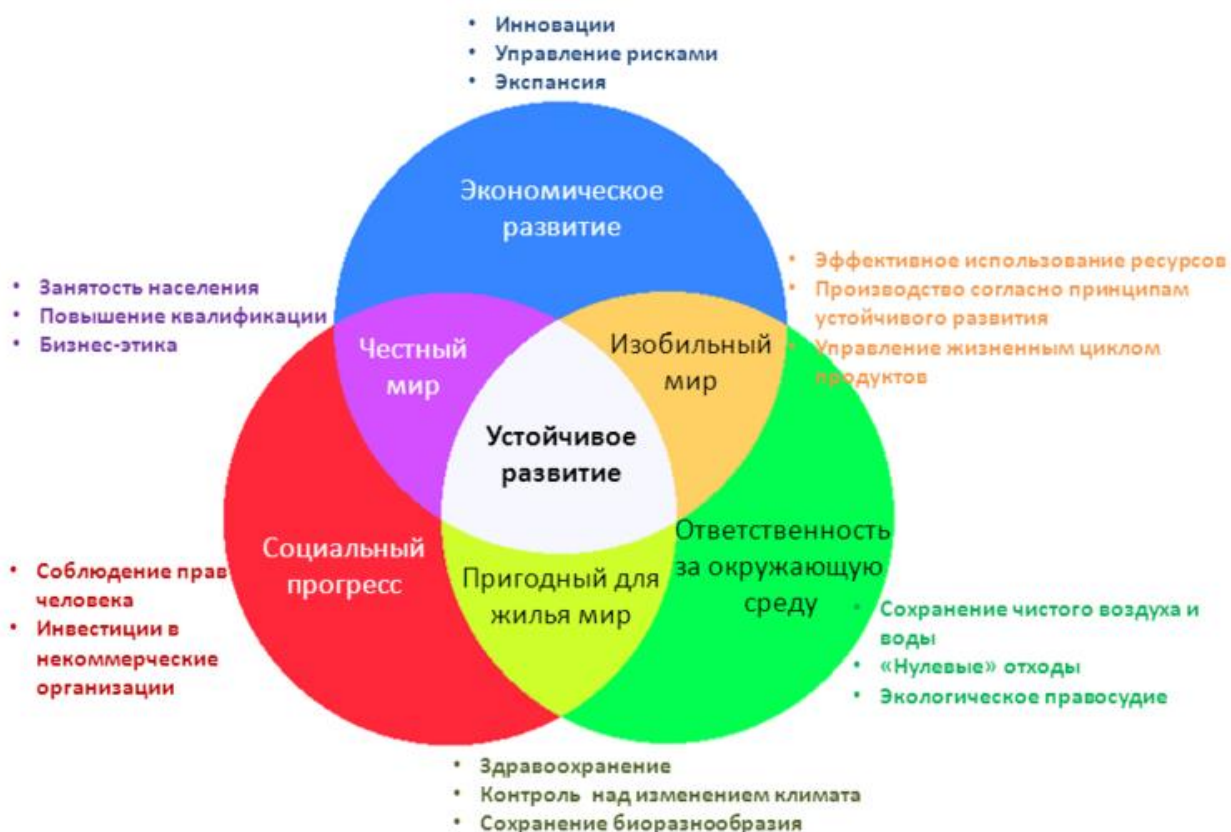 • Инновации
• Управление рисками
• Экспансия
Экономическое
развитие
• Занятость населения
• Повышение квалификации
• Бизнес-этика
• Эффективное использование ресурсов
• Производство согласно принципам
устойчивого развития
• Управление жизненным циклом
продуктов
Честный
мир
Изобильный
мир
Устойчивое
развитие
Социальный
прогресс
Пригодный для
жилья мир
Ответственность
за окружающую
среду
• Соблюдение прав
человека
• Инвестиции в
некоммерческие
организации
• Сохранение чистого воздуха и
воды
• «Нулевые» отходы
• Экологическое правосудие
• Здравоохранение
• Контроль над изменением климата
• Сохранение биоразнообразия